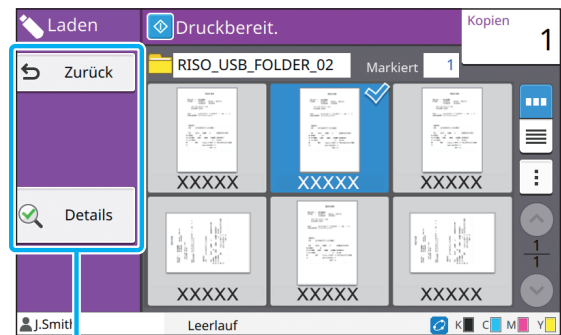 Laden
Druckbereit.
Kopien
1
Zurück
RISO_USB_FOLDER_02
Markiert 1
XXXXX
XXXXX
XXXXX
Details
1
1
XXXXX
XXXXX
XXXXX
J.Smith
Leerlauf
K C M Y